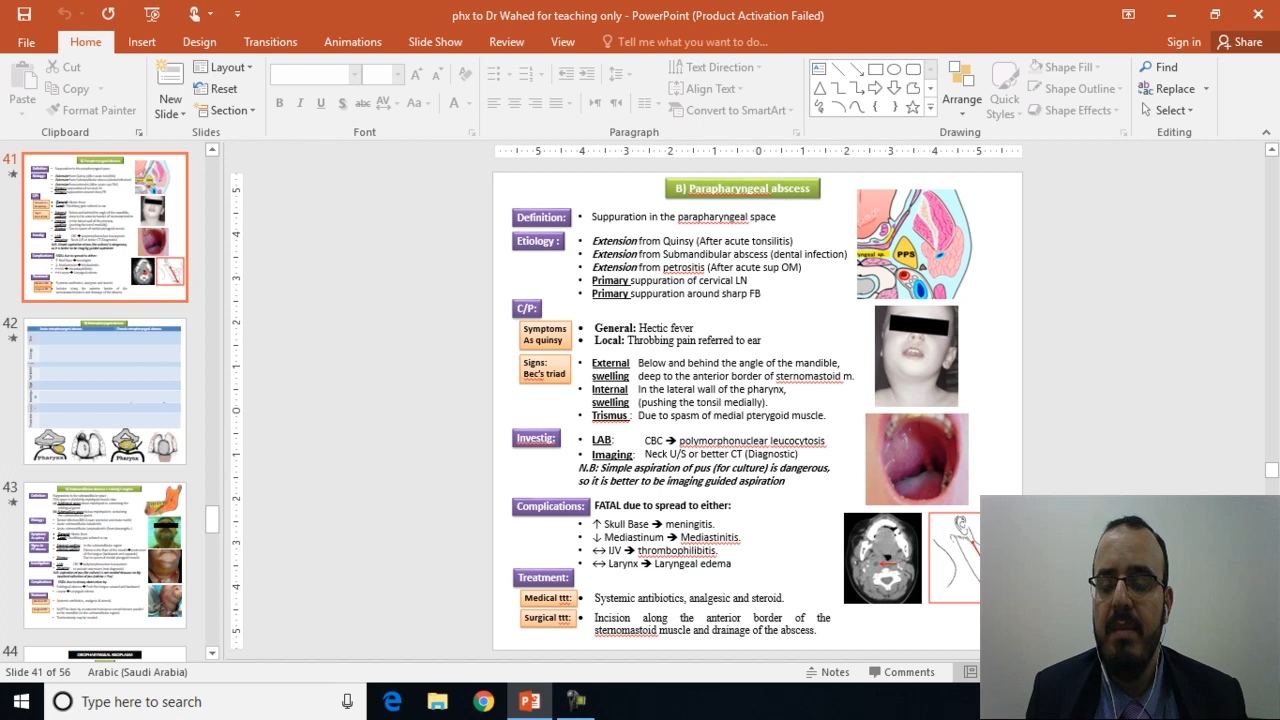 phx to Dr Wahed for teaching only - PowerPoint (Product Activation Failed)
File Home Insert Design Transitions Animations Slide Show Review View Tell me what you want to do... Sign in Share
Cut
Copy
Format Painter
Paste
Clipboard
New Slide
Layout
Reset
Section
Slides
Font
Text Direction
Align Text
Convert to SmartArt
Paragraph
Arrange
Quick Styles
Shape Fill
Shape Outline
Shape Effects
Drawing
Find
Replace
Select
Editing
41
42
43
44
B) Parapharyngeal abscess
Definition: • Suppuration in the parapharyngeal space
Etiology : • Extension from Quinsy (After acute tonsilitis)
• Extension from Submandibular abscess (dental infection)
• Extension from petrositis (After acute sup OM)
• Primary suppuration of cervical LN
• Primary suppuration around sharp FB
PPS
C/P:
Symptoms As quinsy
• General: Hectic fever
• Local: Throbbing pain referred to ear
Signs: Bec's triad
• External swelling Below and behind the angle of the mandible, deep to the anterior border of sternomastoid m.
• Internal swelling In the lateral wall of the pharynx, (pushing the tonsil medially).
• Trismus : Due to spasm of medial pterygoid muscle.
Investig: • LAB: CBC ➔ polymorphonuclear leucocytosis
• Imaging: Neck U/S or better CT (Diagnostic)
N.B: Simple aspiration of pus (for culture) is dangerous,
so it is better to be imaging guided aspiration
Complications: FATAL due to spread to either:
↑ Skull Base ➔ meningitis.
↓ Mediastinum ➔ Mediastinitis.
↔ IJV ➔ thrombophilibitis.
↔ Larynx ➔ Laryngeal edema
Treatment:
Medical ttt: • Systemic antibiotics, analgesic and steroid.
Surgical ttt: • Incision along the anterior border of the
sternomastoid muscle and drainage of the abscess.
Slide 41 of 56 Arabic (Saudi Arabia) Notes Comments
Type here to search